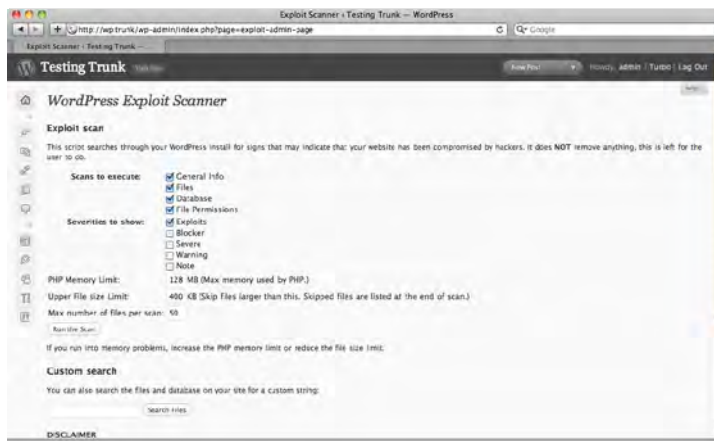 Exploit Scanner ‹ Testing Trunk — WordPress
http://wp.trunk/wp-admin/index.php?page=exploit-admin-page
Google
Exploit Scanner ‹ Testing Trunk — ...
Testing Trunk
New Post
Howdy, admin | Turbo | Log Out
Help
WordPress Exploit Scanner
Exploit scan
This script searches through your WordPress install for signs that may indicate that your website has been compromised by hackers. It does NOT remove anything, this is left for the
user to do.
Scans to execute: General Info
Files
Database
File Permissions
Severities to show: Exploits
Blocker
Severe
Warning
Note
PHP Memory Limit: 128 MB (Max memory used by PHP.)
Upper File size Limit: 400 KB (Skip files larger than this. Skipped files are listed at the end of scan.)
Max number of files per scan: 50
Run the Scan
If you run into memory problems, increase the PHP memory limit or reduce the file size limit.
Custom search
You can also search the files and database on your site for a custom string:
Search Files
DISCLAIMER